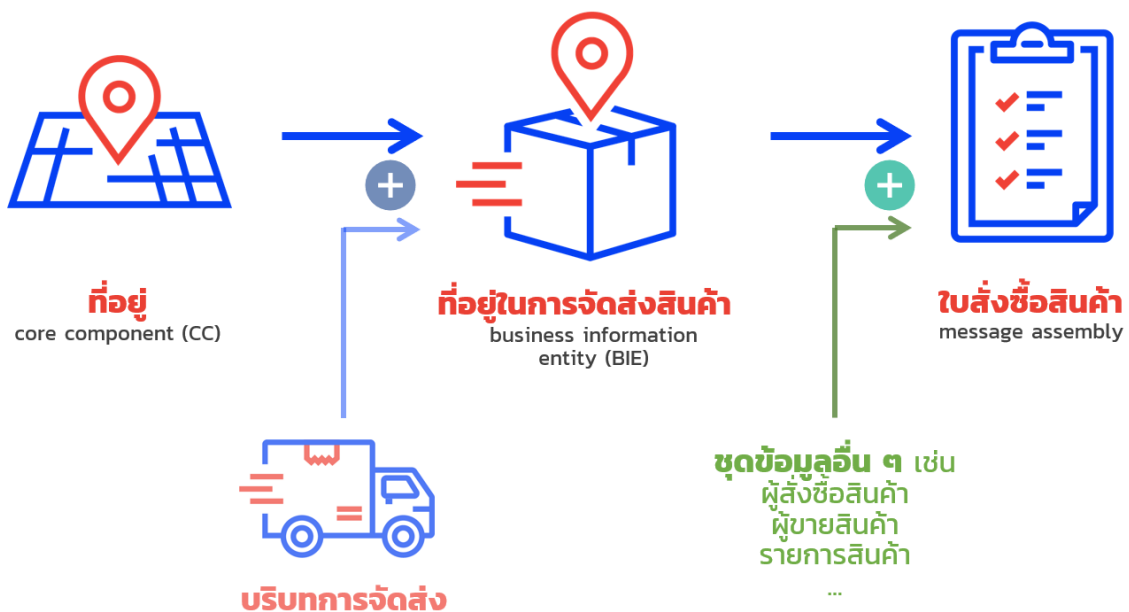 ที่อยู่
core component (CC)
ที่อยู่ในการจัดส่งสินค้า
business information
entity (BIE)
ใบสั่งซื้อสินค้า
message assembly
บริบทการจัดส่ง
ชุดข้อมูลอื่น ๆ เช่น
ผู้สั่งซื้อสินค้า
ผู้ขายสินค้า
รายการสินค้า
...